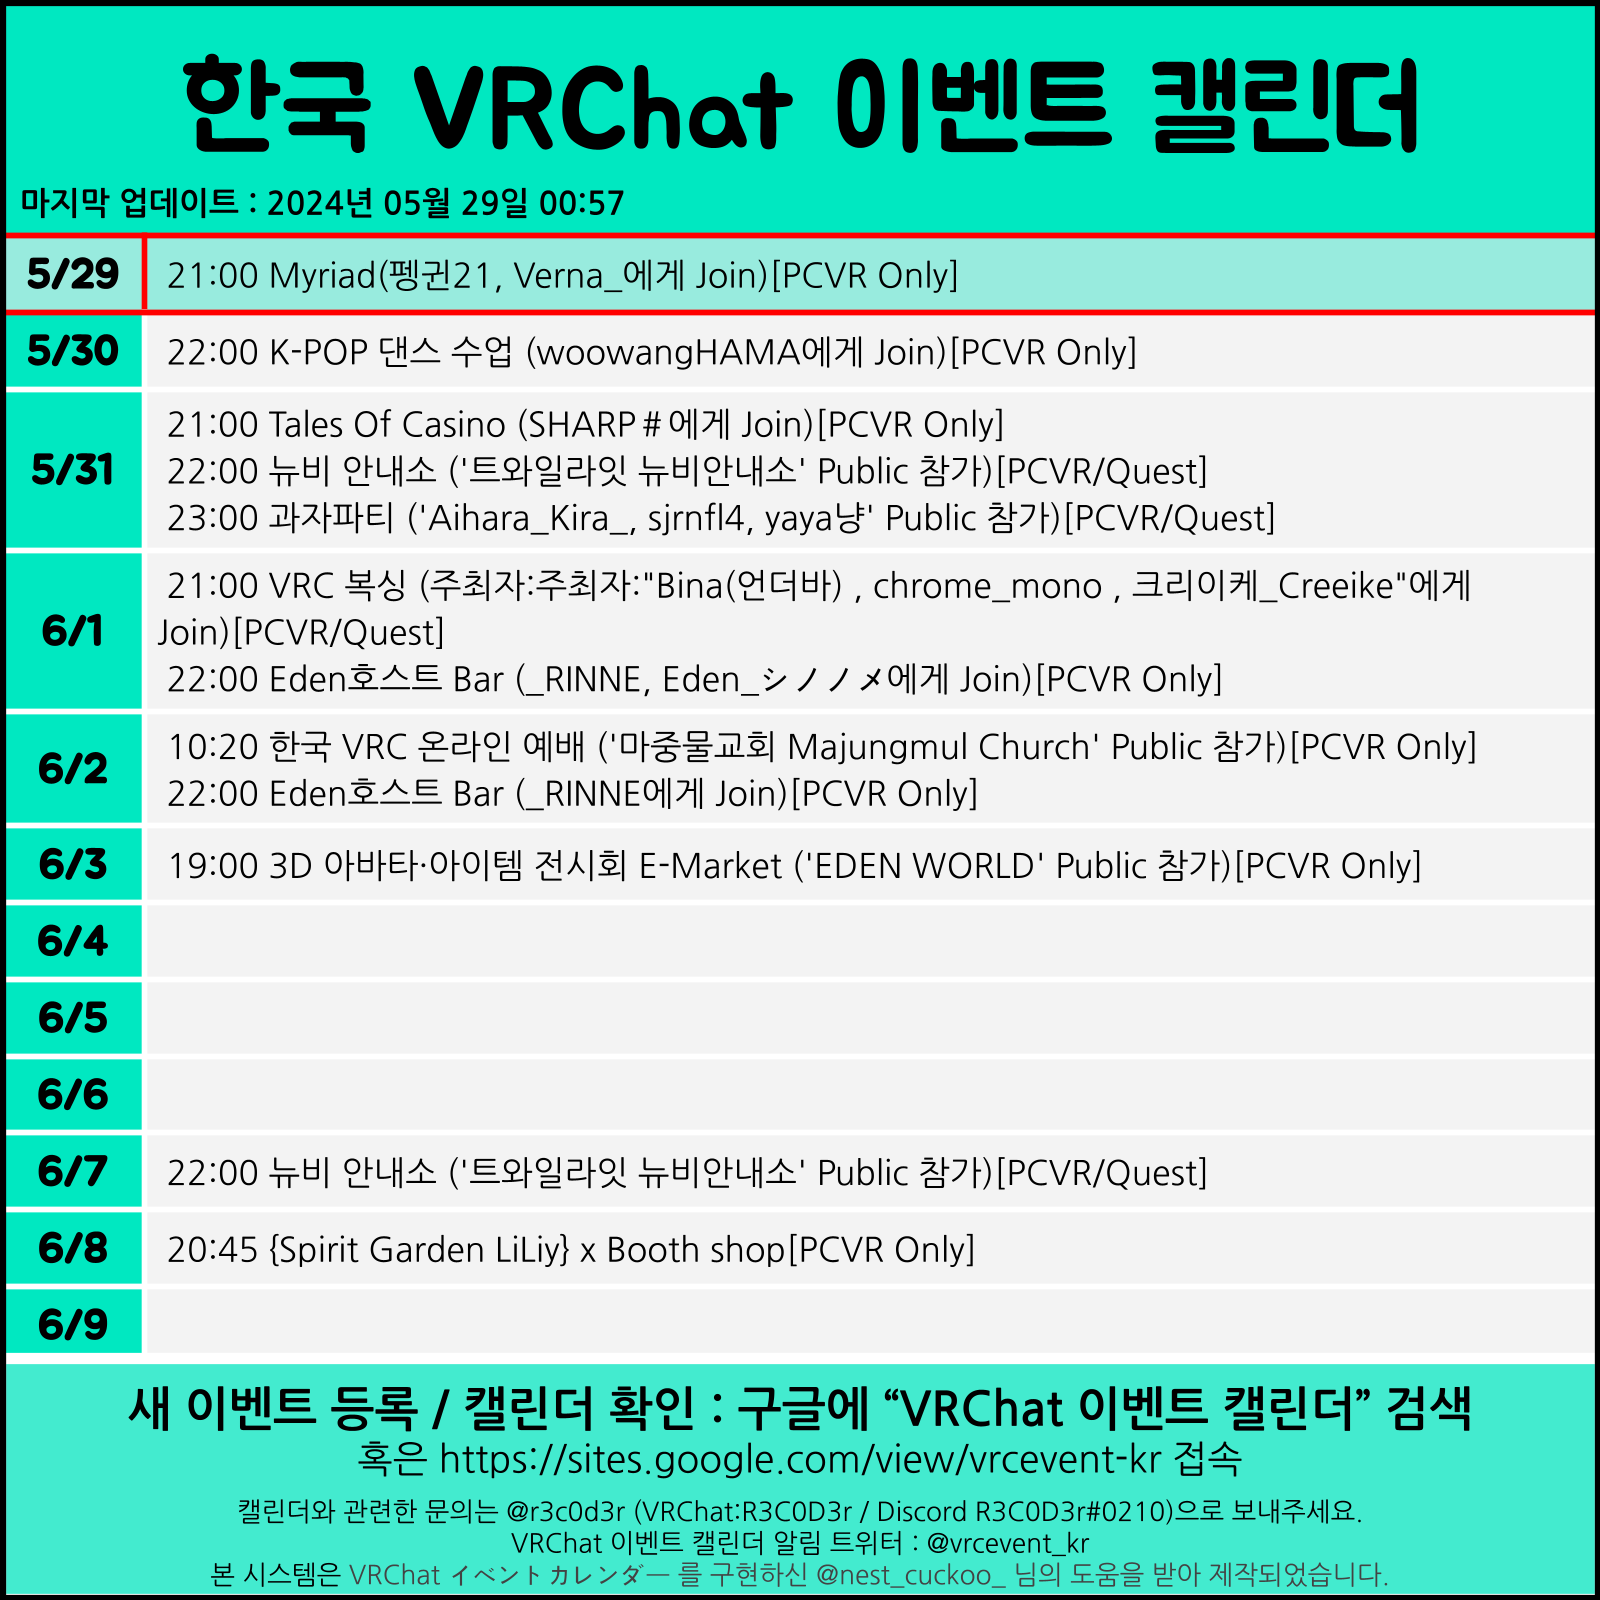 한국 VRChat 이벤트 캘린더
마지막 업데이트 : 2024년 05월 29일 00:57
5/29 21:00 Myriad(펭귄21, Verna_에게 Join)[PCVR Only]
5/30 22:00 K-POP 댄스 수업 (woowangHAMA에게 Join)[PCVR Only]
5/31 21:00 Tales Of Casino (SHARP#에게 Join)[PCVR Only]
22:00 뉴비 안내소 ('트와일라잇 뉴비안내소' Public 참가)[PCVR/Quest]
23:00 과자파티 ('Aihara_Kira_, sjrnfl4, yaya냥' Public 참가)[PCVR/Quest]
6/1 21:00 VRC 복싱 (주최자:주최자:"Bina(언더바) , chrome_mono , 크리이케_Creeike"에게
Join)[PCVR/Quest]
22:00 Eden호스트 Bar (_RINNE, Eden_シノノメ에게 Join)[PCVR Only]
6/2 10:20 한국 VRC 온라인 예배 ('마중물교회 Majungmul Church' Public 참가)[PCVR Only]
22:00 Eden호스트 Bar (_RINNE에게 Join)[PCVR Only]
6/3 19:00 3D 아바타·아이템 전시회 E-Market ('EDEN WORLD' Public 참가)[PCVR Only]
6/4
6/5
6/6
6/7 22:00 뉴비 안내소 ('트와일라잇 뉴비안내소' Public 참가)[PCVR/Quest]
6/8 20:45 {Spirit Garden LiLiy} x Booth shop[PCVR Only]
6/9
새 이벤트 등록 / 캘린더 확인 : 구글에 “VRChat 이벤트 캘린더” 검색
혹은 https://sites.google.com/view/vrcevent-kr 접속
캘린더와 관련한 문의는 @r3c0d3r (VRChat:R3C0D3r / Discord R3C0D3r#0210)으로 보내주세요.
VRChat 이벤트 캘린더 알림 트위터 : @vrcevent_kr
본 시스템은 VRChat イベントカレンダー 를 구현하신 @nest_cuckoo_ 님의 도움을 받아 제작되었습니다.